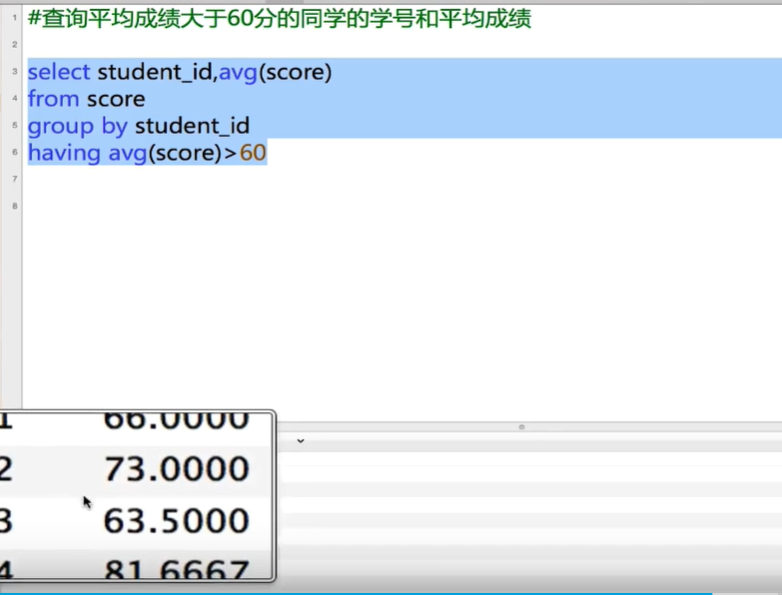 1 #查询平均成绩大于60分的同学的学号和平均成绩
2
3 select student_id,avg(score)
4 from score
5 group by student_id
6 having avg(score)>60
7
8
1 66.0000
2 73.0000
3 63.5000
4 81.6667